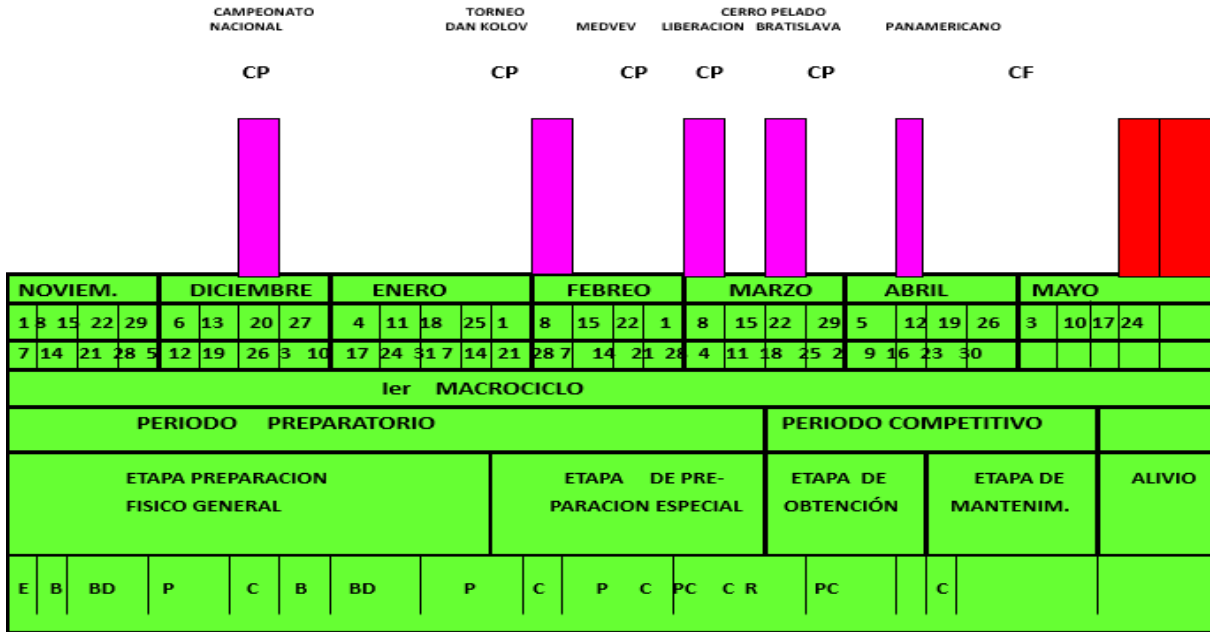 CAMPEONATO TORNEO CERRO PELADO
NACIONAL DAN KOLOV MEDVEV LIBERACION BRATISLAVA PANAMERICANO
CP CP CP CP CP CF
NOVIEM. DICIEMBRE ENERO FEBREO MARZO ABRIL MAYO
1 8 15 22 29 6 13 20 27 4 11 18 25 1 8 15 22 1 8 15 22 29 5 12 19 26 3 10 17 24
7 14 21 28 5 12 19 26 3 10 17 24 31 7 14 21 28 7 14 21 28 4 11 18 25 2 9 16 23 30
Ier MACROCICLO
PERIODO PREPARATORIO PERIODO COMPETITIVO
ETAPA PREPARACION ETAPA DE PRE- ETAPA DE ETAPA DE ALIVIO
FISICO GENERAL PARACION ESPECIAL OBTENCIÓN MANTENIM.
E B BD P C B BD P C P C PC C R PC C